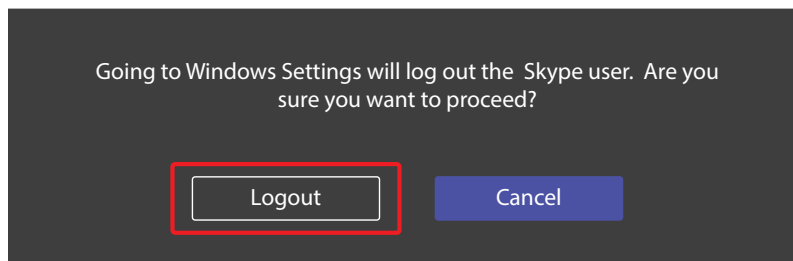 Going to Windows Settings will log out the Skype user. Are you
sure you want to proceed?
Logout
Cancel